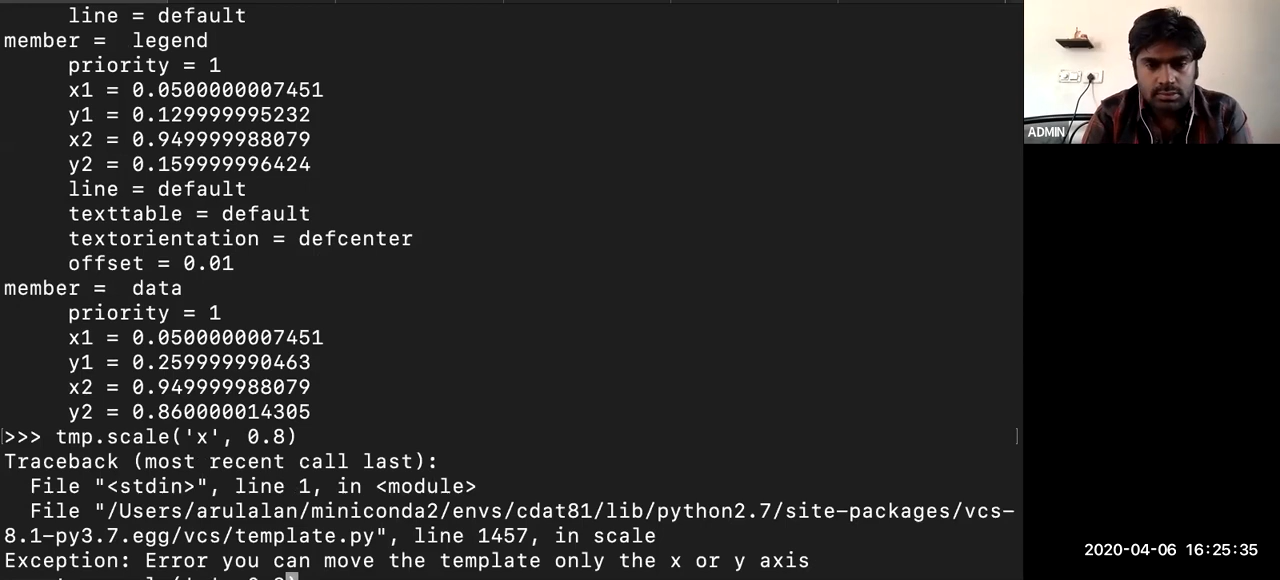 line = default
member =  legend
priority = 1
x1 = 0.0500000007451
y1 = 0.129999995232
x2 = 0.949999988079
y2 = 0.159999996424
line = default
texttable = default
textorientation = defcenter
offset = 0.01
member =  data
priority = 1
x1 = 0.0500000007451
y1 = 0.259999990463
x2 = 0.949999988079
y2 = 0.860000014305
>>> tmp.scale('x', 0.8)
Traceback (most recent call last):
File "<stdin>", line 1, in <module>
File "/Users/arulalan/miniconda2/envs/cdat81/lib/python2.7/site-packages/vcs-
8.1-py3.7.egg/vcs/template.py", line 1457, in scale
Exception: Error you can move the template only the x or y axis
ADMIN
2020-04-06 16:25:35